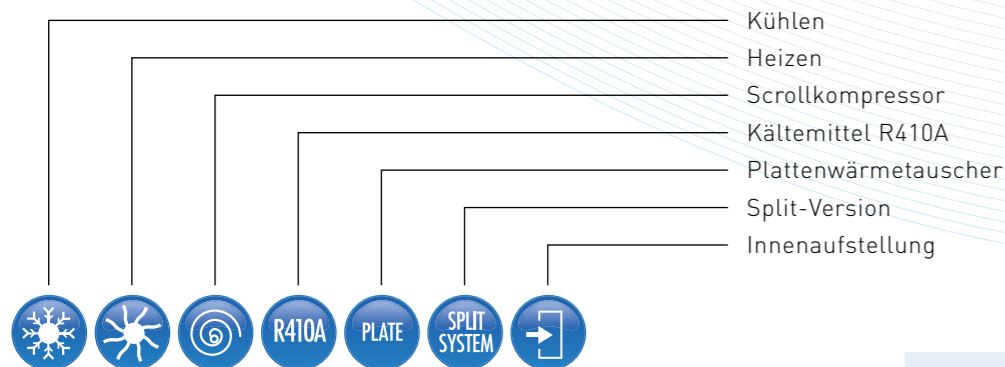 Kühlen
Heizen
Scrollkompressor
Kältemittel R410A
Plattenwärmetauscher
Split-Version
Innenaufstellung
R410A
PLATE
SPLIT
SYSTEM